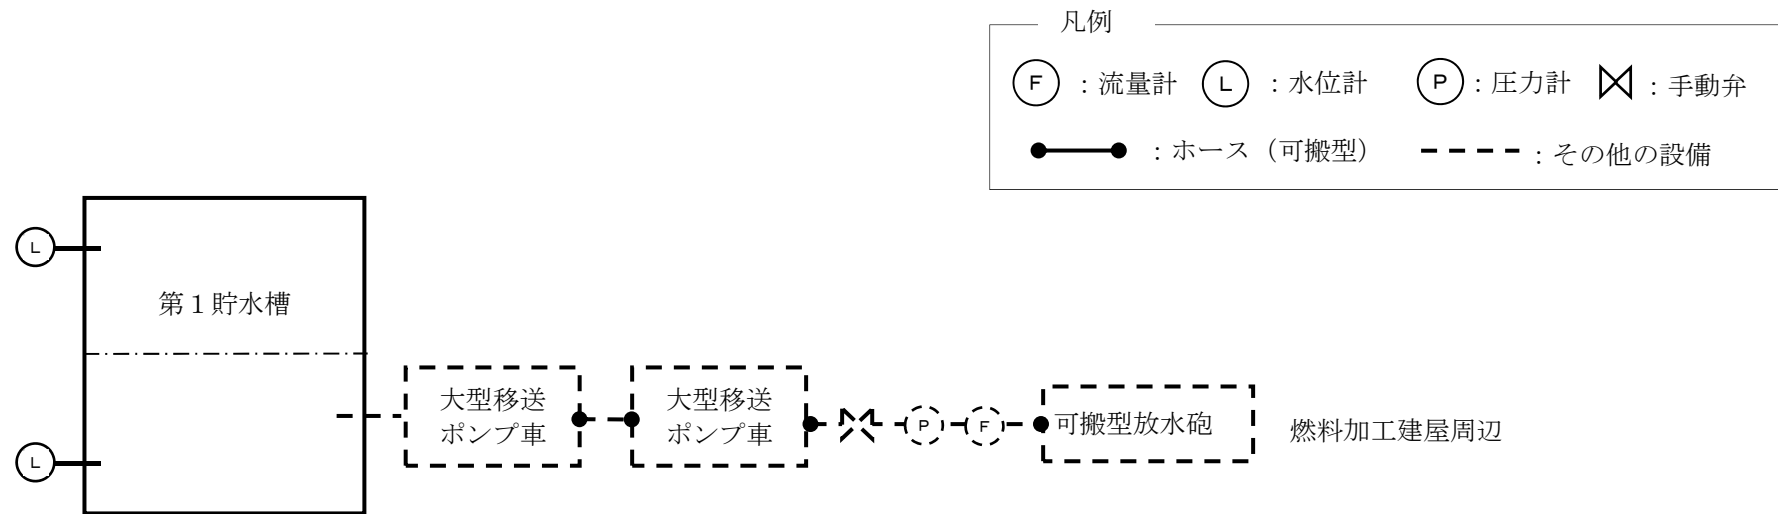 凡例
F ：流量計 L ：水位計 P ：圧力計 ：手動弁
：ホース（可搬型） ：その他の設備
L
第１貯水槽
L
大型移送
ポンプ車
大型移送
ポンプ車
P
F
可搬型放水砲
燃料加工建屋周辺